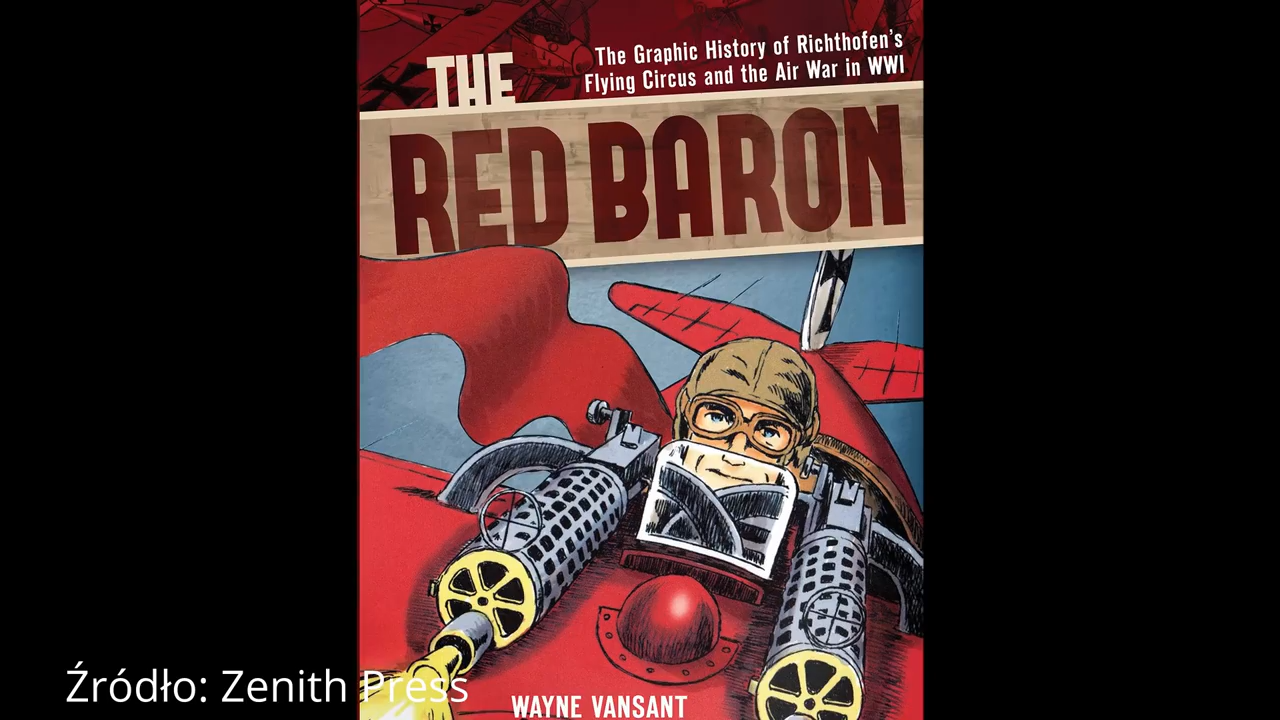 The Graphic History of Richthofen's
Flying Circus and the Air War in WWI
THE
RED BARON
WAYNE VANSANT
Źródło: Zenith Press